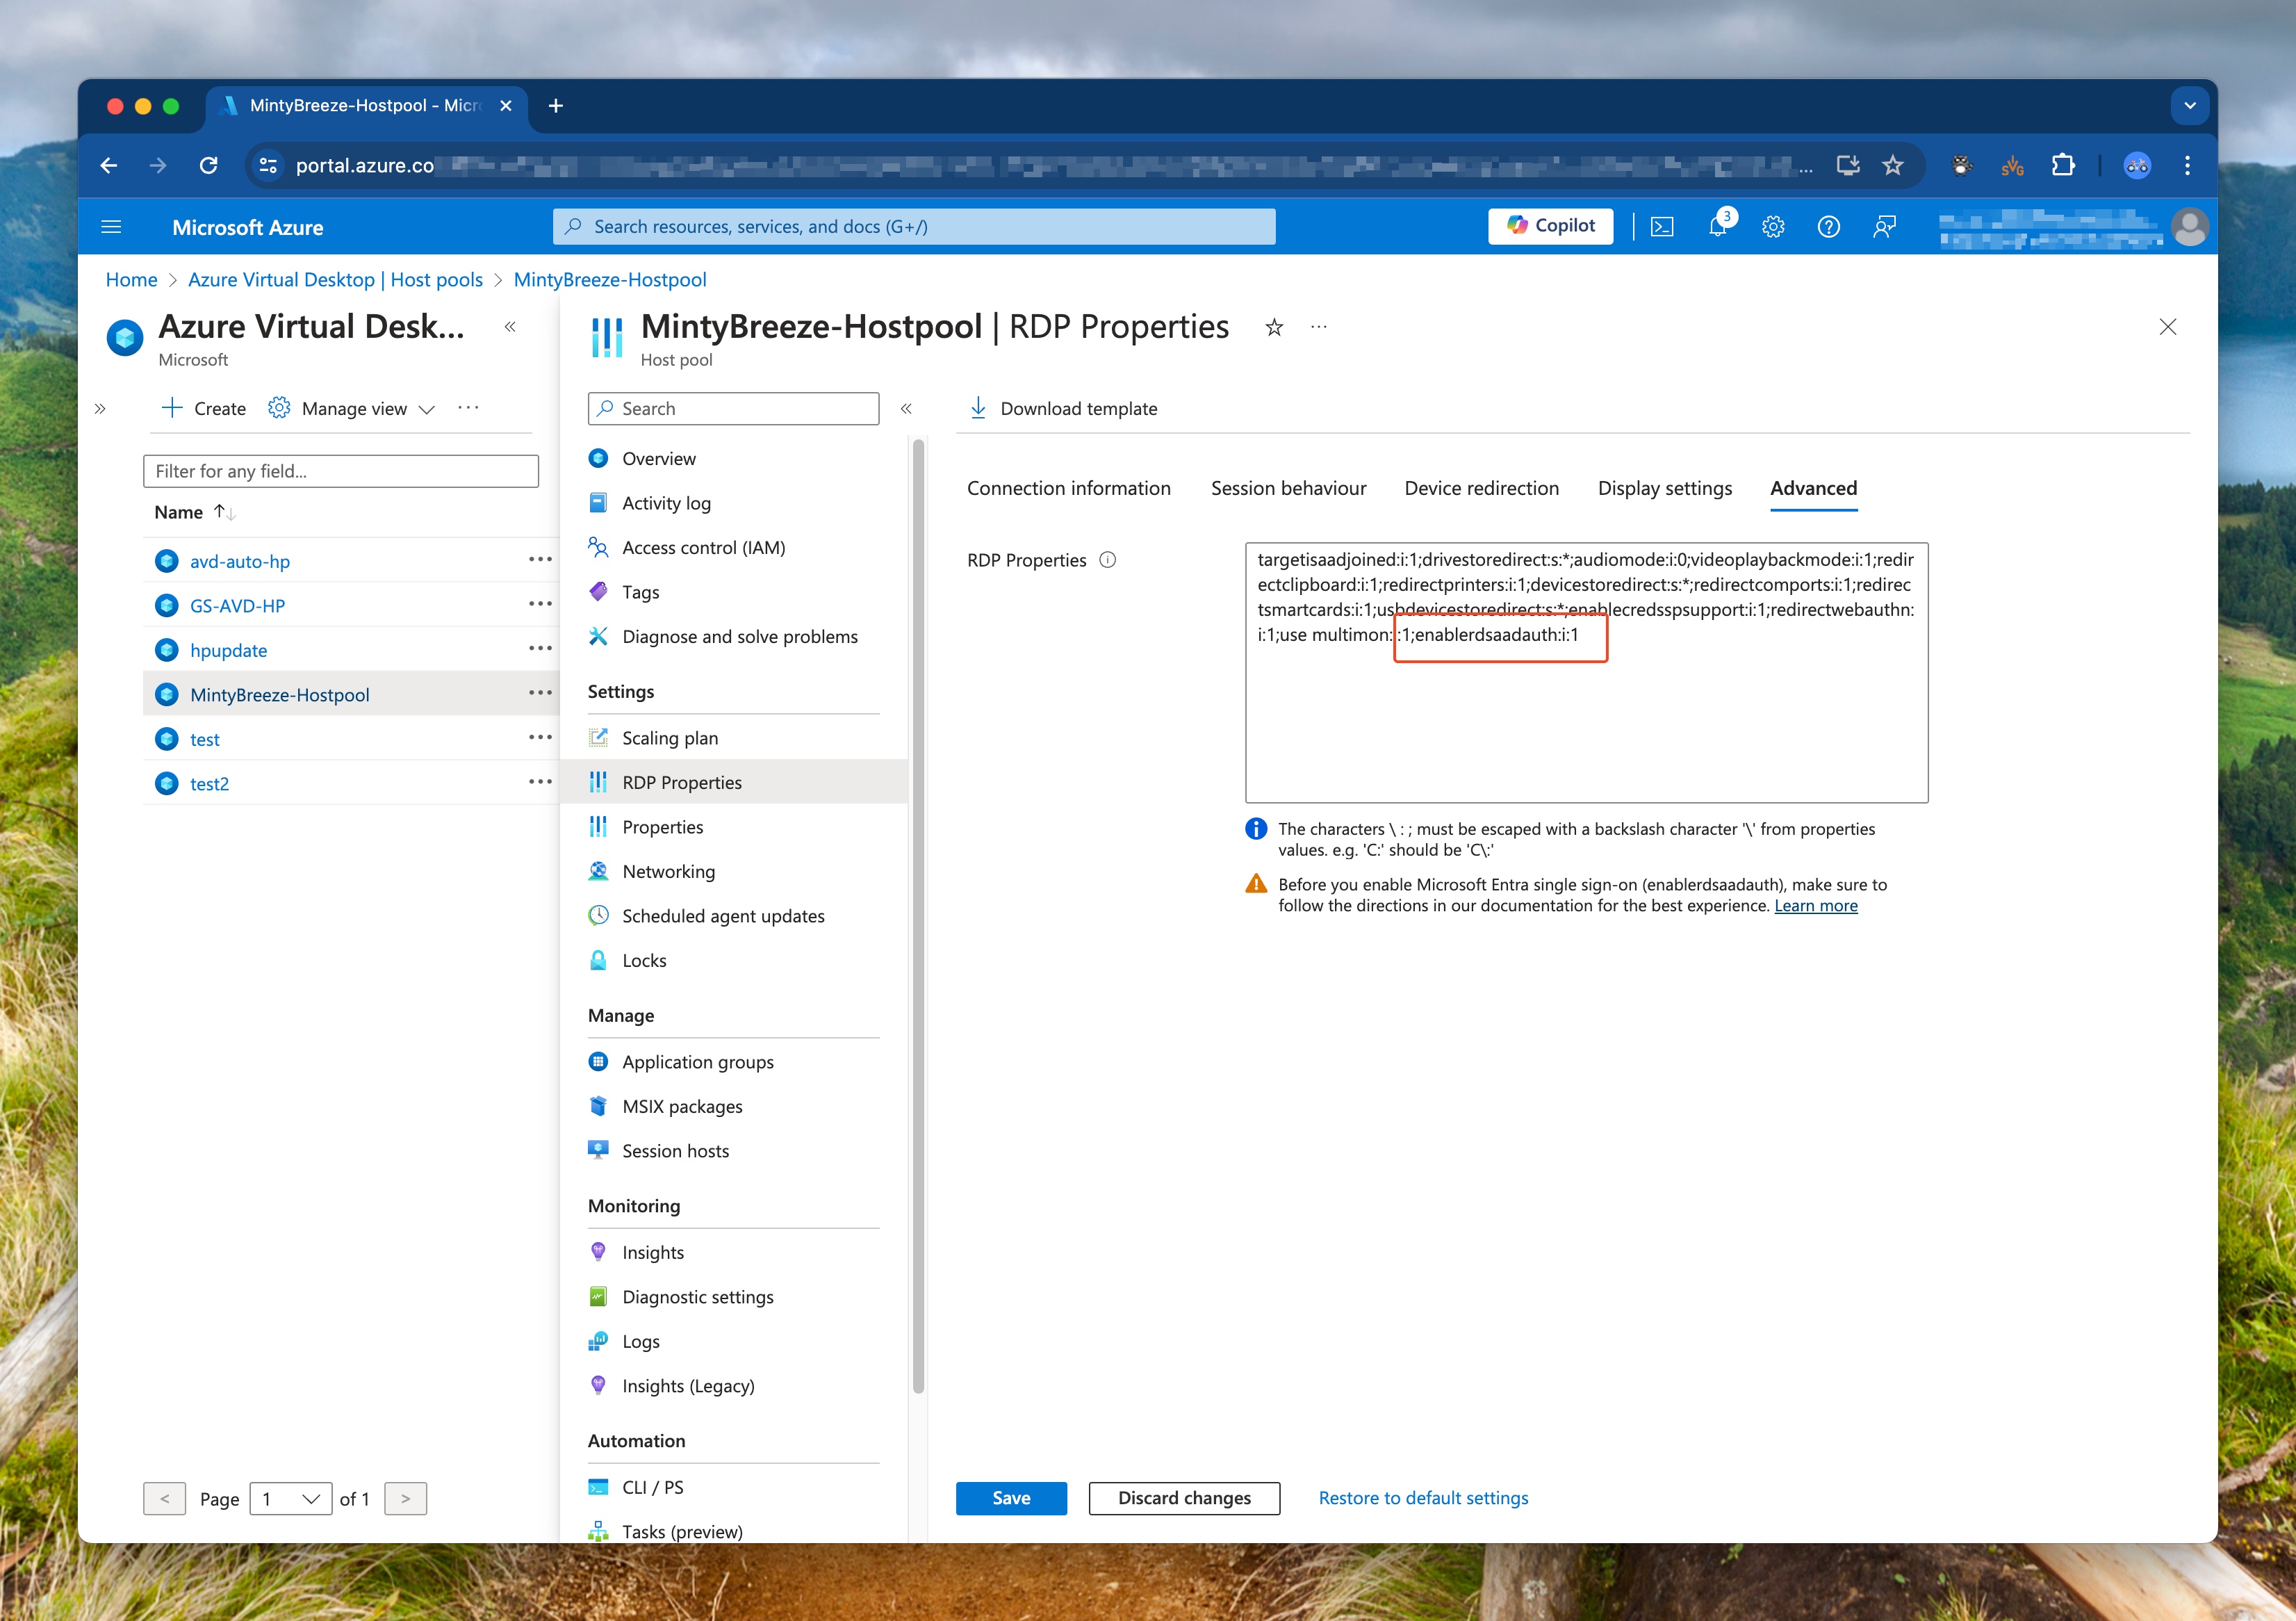 MintyBreeze-Hostpool - Micr
portal.azure.co
...
Microsoft Azure
Search resources, services, and docs (G+/)
Copilot
3
Home > Azure Virtual Desktop | Host pools > MintyBreeze-Hostpool
Azure Virtual Desk...
Microsoft
MintyBreeze-Hostpool | RDP Properties
Host pool
Create
Manage view
Filter for any field...
Name
avd-auto-hp
GS-AVD-HP
hpupdate
MintyBreeze-Hostpool
test
test2
< Page 1 of 1 >
Search
Overview
Activity log
Access control (IAM)
Tags
Diagnose and solve problems
Settings
Scaling plan
RDP Properties
Properties
Networking
Scheduled agent updates
Locks
Manage
Application groups
MSIX packages
Session hosts
Monitoring
Insights
Diagnostic settings
Logs
Insights (Legacy)
Automation
CLI / PS
Tasks (preview)
Download template
Connection information Session behaviour Device redirection Display settings Advanced
RDP Properties
targetisaadjoined:i:1;drivestoredirect:s:*;audiomode:i:0;videoplaybackmode:i:1;redir
ectclipboard:i:1;redirectprinters:i:1;devicestoredirect:s:*;redirectcomports:i:1;redirec
tsmartcards:i:1;usbdevicestoredirect:s:*;enablecredsspsupport:i:1;redirectwebauthn:
i:1;use multimon:i:1;enablerdsaadauth:i:1
The characters \ : ; must be escaped with a backslash character '\' from properties
values. e.g. 'C:' should be 'C\:'
Before you enable Microsoft Entra single sign-on (enablerdsaadauth), make sure to
follow the directions in our documentation for the best experience. Learn more
Save
Discard changes
Restore to default settings